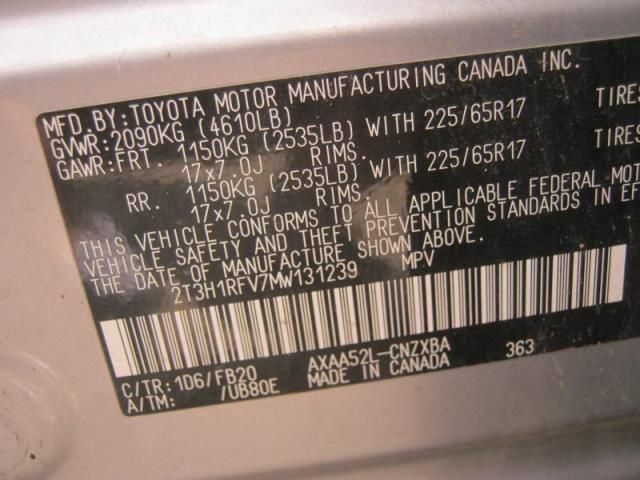 MFD.BY:TOYOTA MOTOR MANUFACTURING CANADA INC.
GVWR:2090KG (4610LB)
GAWR:FRT. 1150KG (2535LB) WITH 225/65R17 TIRES
17x7.0J RIMS.
RR. 1150KG (2535LB) WITH 225/65R17 TIRES
17x7.0J RIMS.
THIS VEHICLE CONFORMS TO ALL APPLICABLE FEDERAL MOT
VEHICLE SAFETY AND THEFT PREVENTION STANDARDS IN EF
THE DATE OF MANUFACTURE SHOWN ABOVE.
2T3H1RFV7MW131239 MPV
C/TR:1D6/FB20 AXAA52L-CNZXBA 363
A/TM: /UB80E MADE IN CANADA